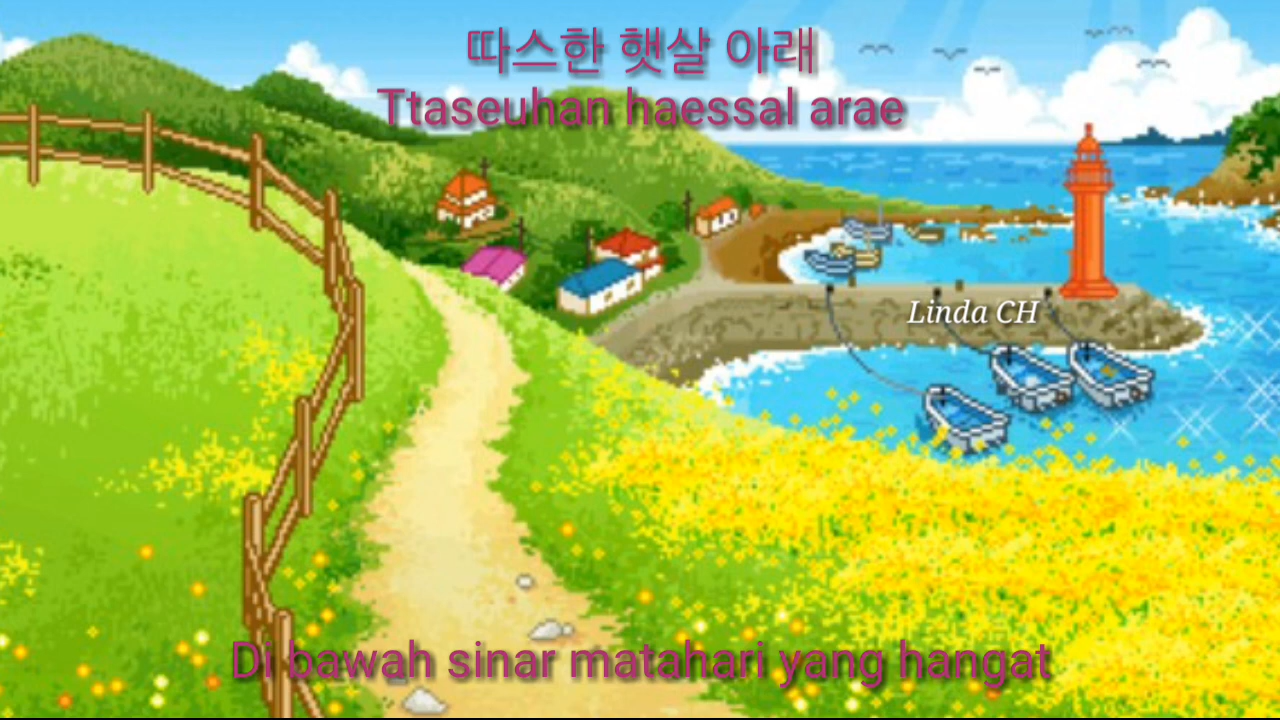 따스한 햇살 아래
Ttaseuhan haessal arae
Linda CH
Di bawah sinar matahari yang hangat